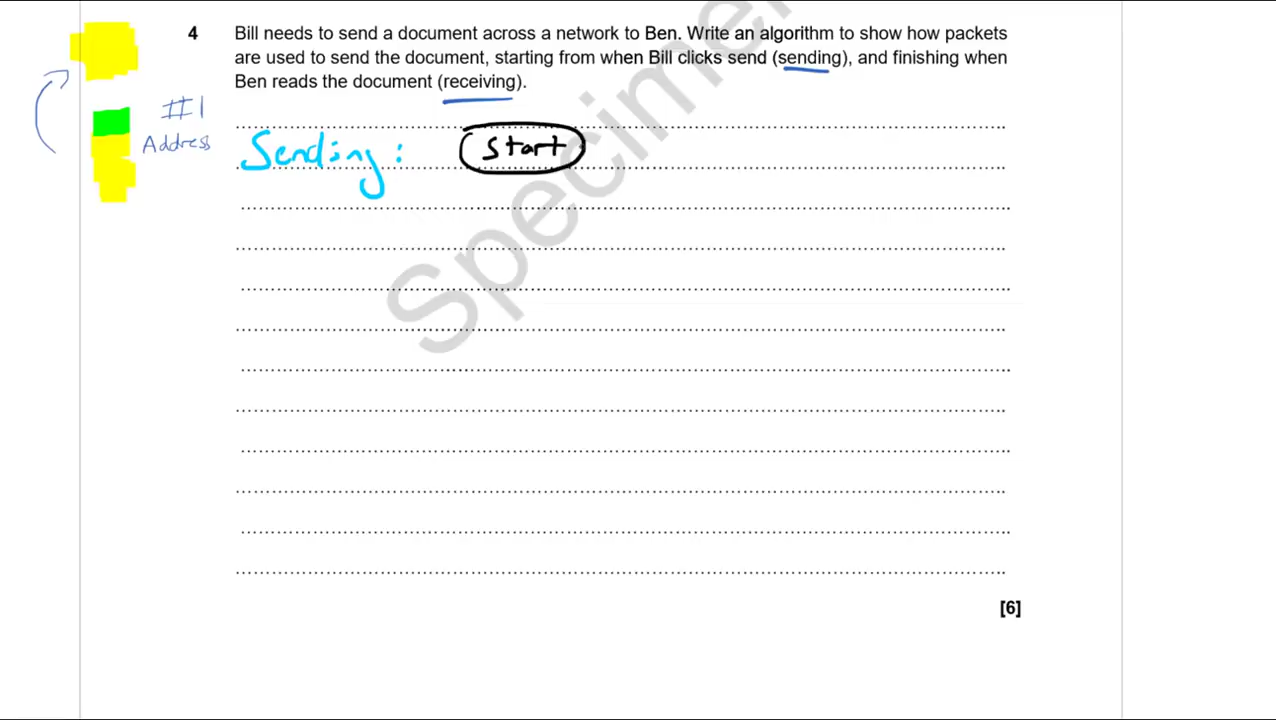 4 Bill needs to send a document across a network to Ben. Write an algorithm to show how packets
are used to send the document, starting from when Bill clicks send (sending), and finishing when
Ben reads the document (receiving).
#1
Address
Sending: Start
Specimen
[6]